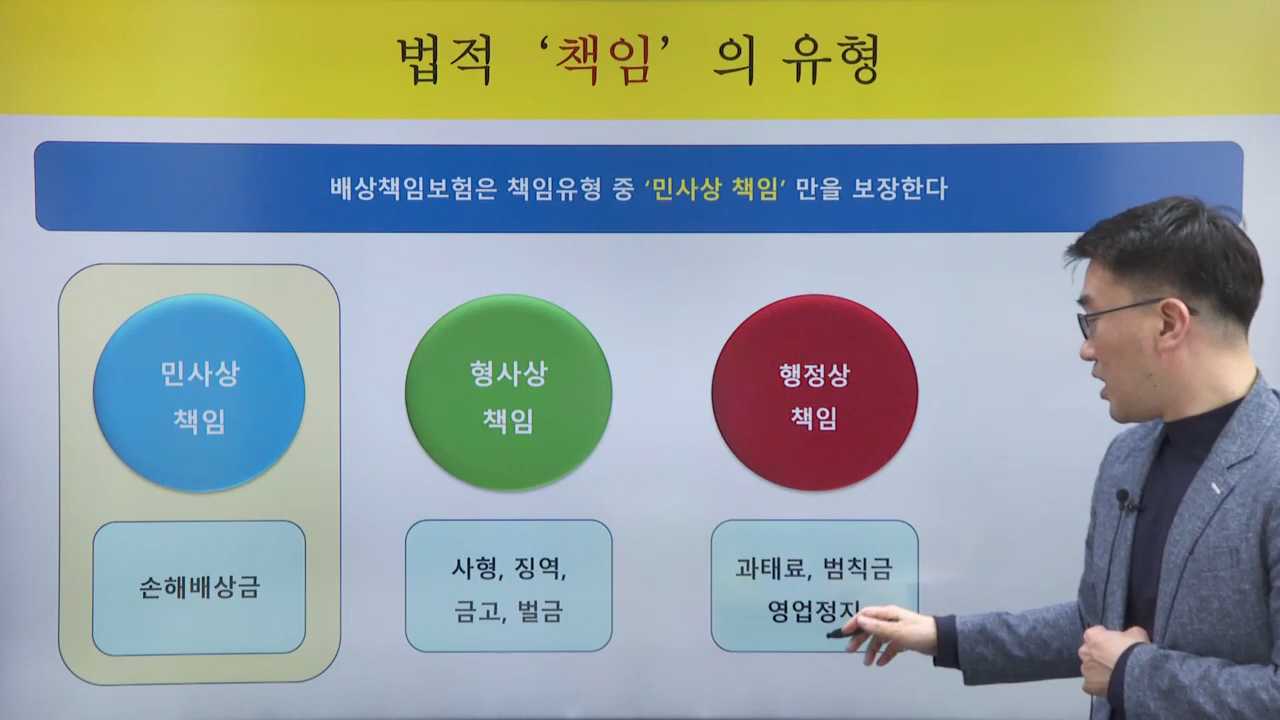 법적 ‘책임’ 의 유형
배상책임보험은 책임유형 중 ‘민사상 책임’ 만을 보장한다
민사상
책임
형사상
책임
행정상
책임
손해배상금
사형, 징역,
금고, 벌금
과태료, 범칙금
영업정지